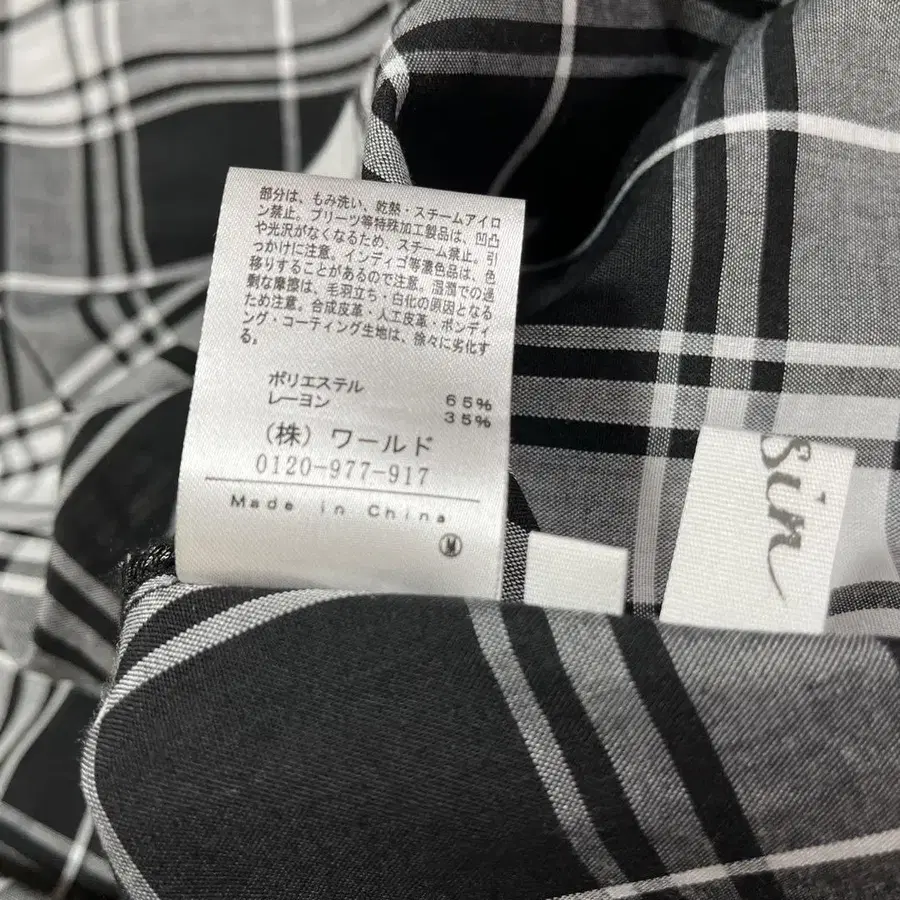 部分は、もみ洗い、乾熱・スチームアイロ
ン禁止。プリーツ等特殊加工製品は、凹凸
や光沢がなくなるため、スチーム禁止。引
っかけに注意。インディゴ等濃色品は、色
移りすることがあるので注意。湿潤での過
剰な摩擦は、毛羽立ち・白化の原因となる
ため注意。合成皮革・人工皮革・ボンディ
ング・コーティング生地は、徐々に劣化す
る。
ポリエステル 65%
レーヨン 35%
(株) ワールド
0120-977-917
Made in China
M
sin